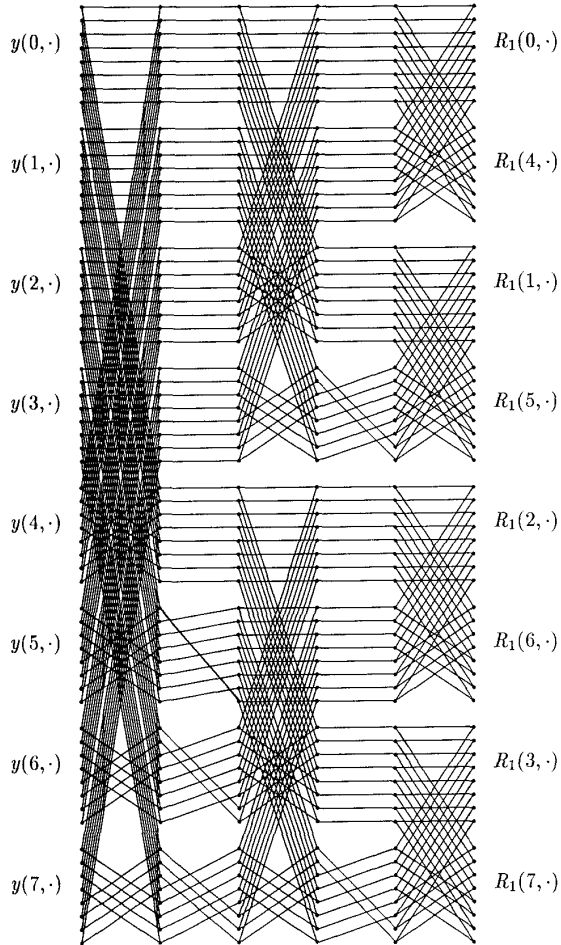 y(0,·) R₁(0,·)
y(1,·) R₁(4,·)
y(2,·) R₁(1,·)
y(3,·) R₁(5,·)
y(4,·) R₁(2,·)
y(5,·) R₁(6,·)
y(6,·) R₁(3,·)
y(7,·) R₁(7,·)